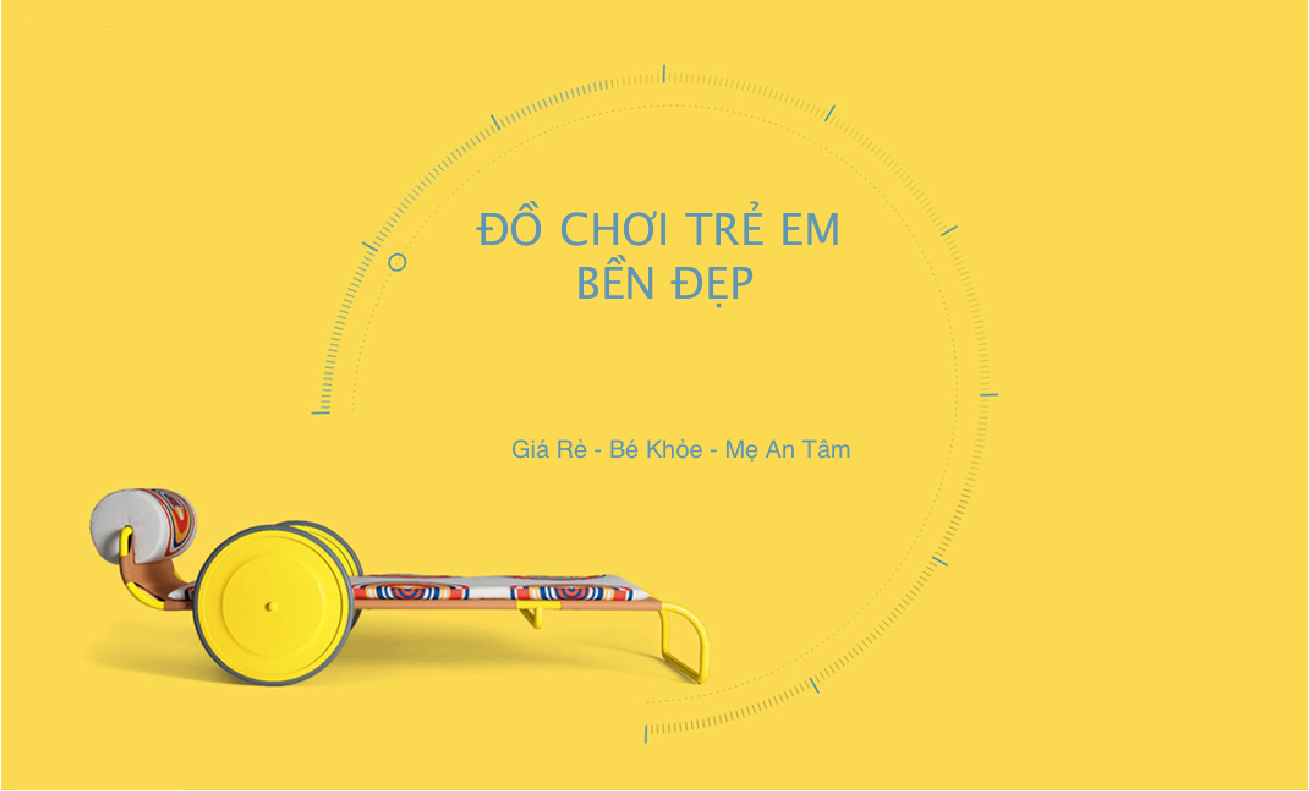 ĐỒ CHƠI TRẺ EM
BỀN ĐẸP
Giá Rẻ - Bé Khỏe - Mẹ An Tâm